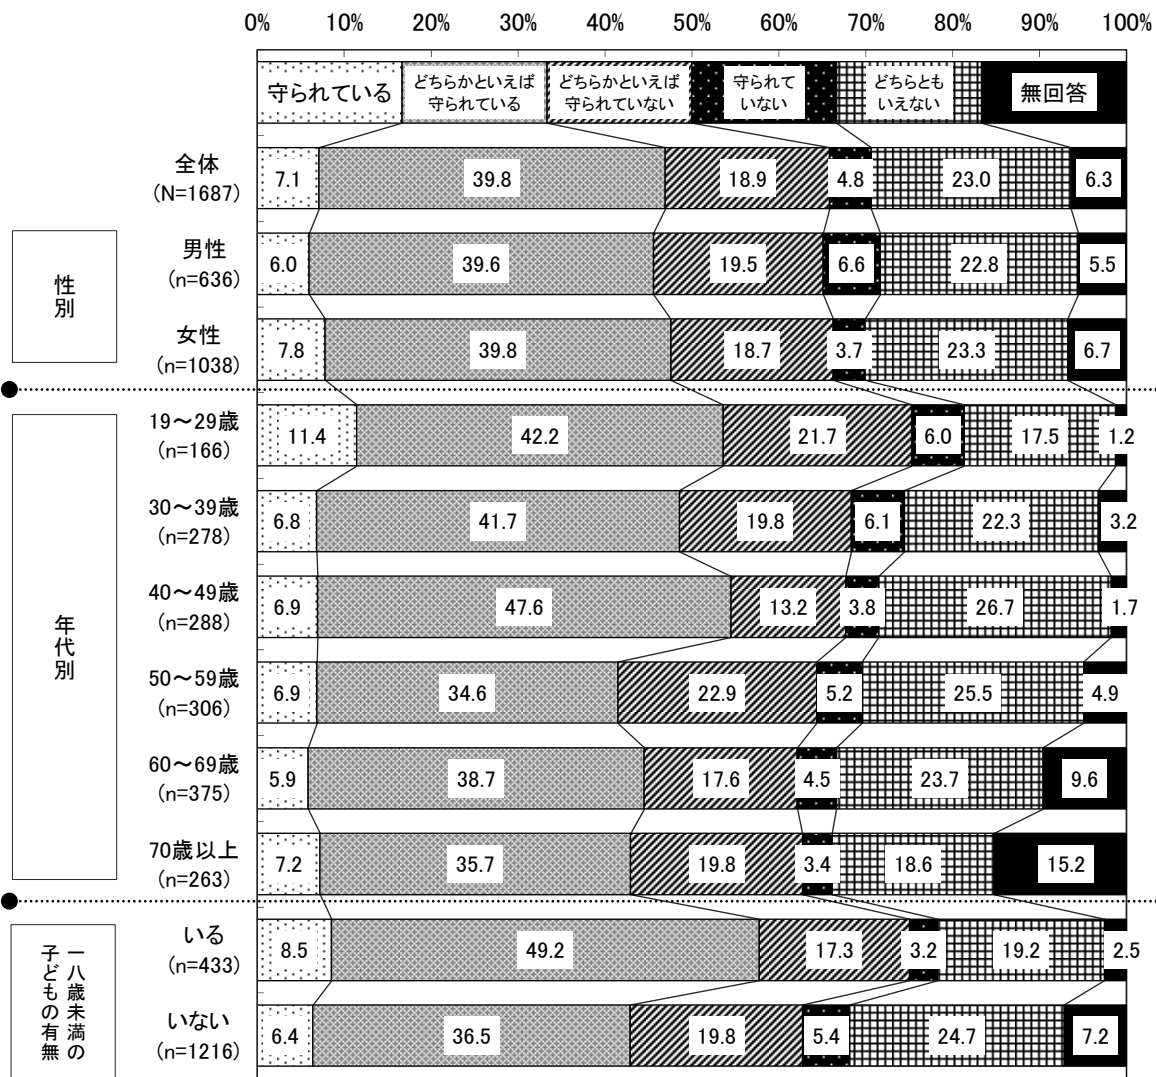 0% 10% 20% 30% 40% 50% 60% 70% 80% 90% 100%
守られている
どちらかといえば
守られている
どちらかといえば
守られていない
守られて
いない
どちらとも
いえない
無回答
全体
(N=1687)
7.1 39.8 18.9 4.8 23.0 6.3
性別
男性
(n=636)
6.0 39.6 19.5 6.6 22.8 5.5
女性
(n=1038)
7.8 39.8 18.7 3.7 23.3 6.7
年代別
19～29歳
(n=166)
11.4 42.2 21.7 6.0 17.5 1.2
30～39歳
(n=278)
6.8 41.7 19.8 6.1 22.3 3.2
40～49歳
(n=288)
6.9 47.6 13.2 3.8 26.7 1.7
50～59歳
(n=306)
6.9 34.6 22.9 5.2 25.5 4.9
60～69歳
(n=375)
5.9 38.7 17.6 4.5 23.7 9.6
70歳以上
(n=263)
7.2 35.7 19.8 3.4 18.6 15.2
一八歳未満の
子どもの有無
いる
(n=433)
8.5 49.2 17.3 3.2 19.2 2.5
いない
(n=1216)
6.4 36.5 19.8 5.4 24.7 7.2